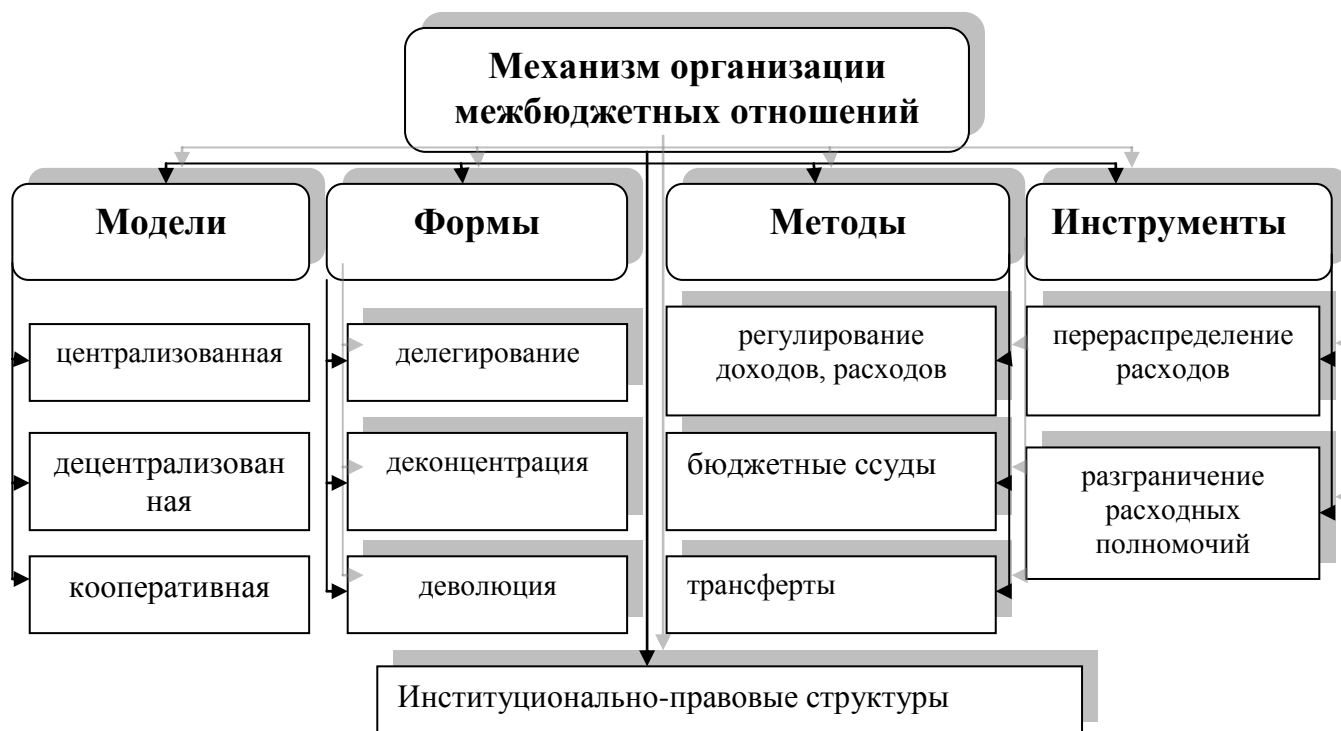 Механизм организации
межбюджетных отношений
Модели
Формы
Методы
Инструменты
централизованная
децентрализован
ная
кооперативная
делегирование
деконцентрация
деволюция
регулирование
доходов, расходов
бюджетные ссуды
трансферты
перераспределение
расходов
разграничение
расходных
полномочий
Институционально-правовые структуры